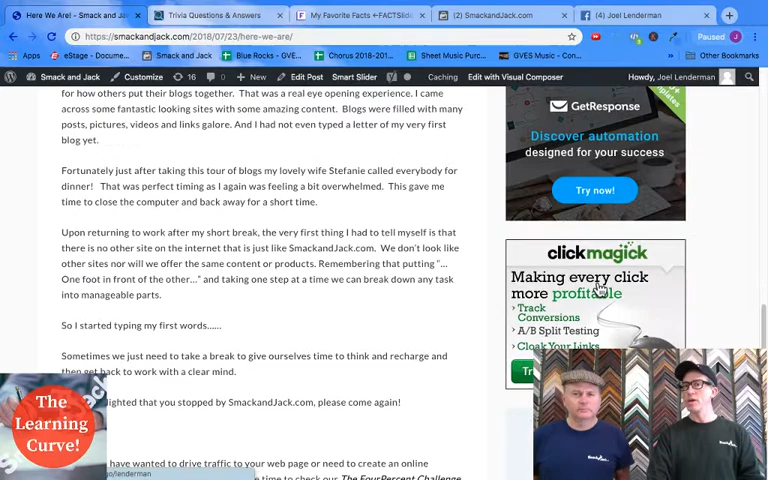 Here We Are! - Smack and Jac
Trivia Questions & Answers
My Favorite Facts <-FACTSlide
(2) SmackandJack.com
(4) Joel Lenderman
https://smackandjack.com/2018/07/23/here-we-are/
Paused
Apps
eStage - Docume...
Smack and Jack
Blue Rocks - GVE...
Chorus 2018-201...
Sheet Music Purc...
GVES Music - Con...
Other Bookmarks
Smack and Jack
Customize
16
0
New
Edit Post
Smart Slider
Caching
Edit with Visual Composer
Howdy, Joel Lenderman
for how others put their blogs together. That was a real eye opening experience. I came
across some fantastic looking sites with some amazing content. Blogs were filled with many
posts, pictures, videos and links galore. And I had not even typed a letter of my very first
blog yet.
Fortunately just after taking this tour of blogs my lovely wife Stefanie called everybody for
dinner! That was perfect timing as I again was feeling a bit overwhelmed. This gave me
time to close the computer and back away for a short time.
Upon returning to work after my short break, the very first thing I had to tell myself is that
there is no other site on the internet that is just like SmackandJack.com. We don't look like
other sites nor will we offer the same content or products. Remembering that putting "...
One foot in front of the other..." and taking one step at a time we can break down any task
into manageable parts.
So I started typing my first words......
Sometimes we just need to take a break to give ourselves time to think and recharge and
then get back to work with a clear mind.
lighted that you stopped by SmackandJack.com, please come again!
have wanted to drive traffic to your web page or need to create an online
time to check our The FourPercent Challenge
GetResponse
Discover automation
designed for your success
Try now!
clickmagick
Making every click
more profitable
Track
Conversions
A/B Split Testing
Cloak Your Links
The
Learning
Curve!
go/lenderman